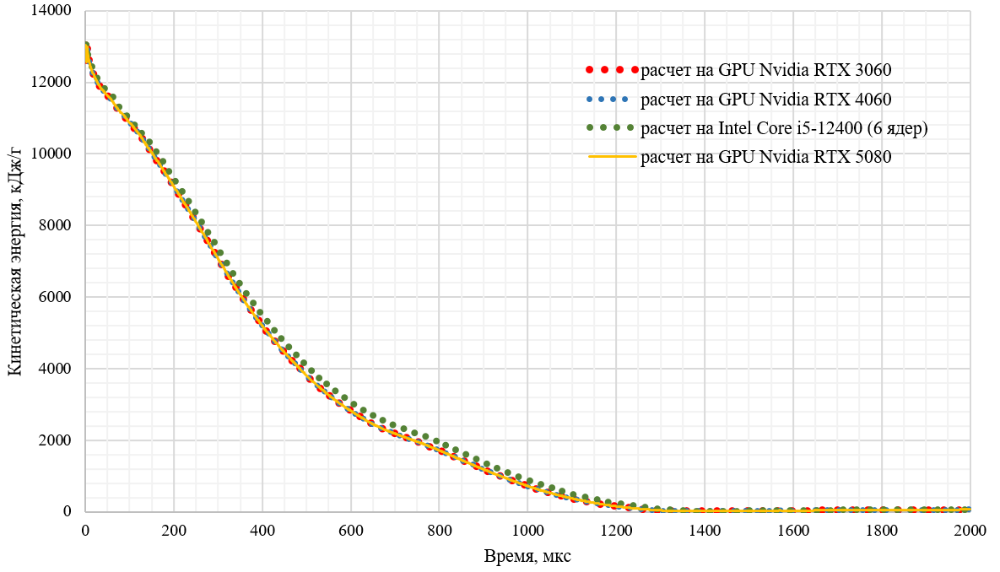 14000
12000
10000
8000
6000
4000
2000
0
Кинетическая энергия, кДж/г
расчет на GPU Nvidia RTX 3060
расчет на GPU Nvidia RTX 4060
расчет на Intel Core i5-12400 (6 ядер)
расчет на GPU Nvidia RTX 5080
0 200 400 600 800 1000 1200 1400 1600 1800 2000
Время, мкс